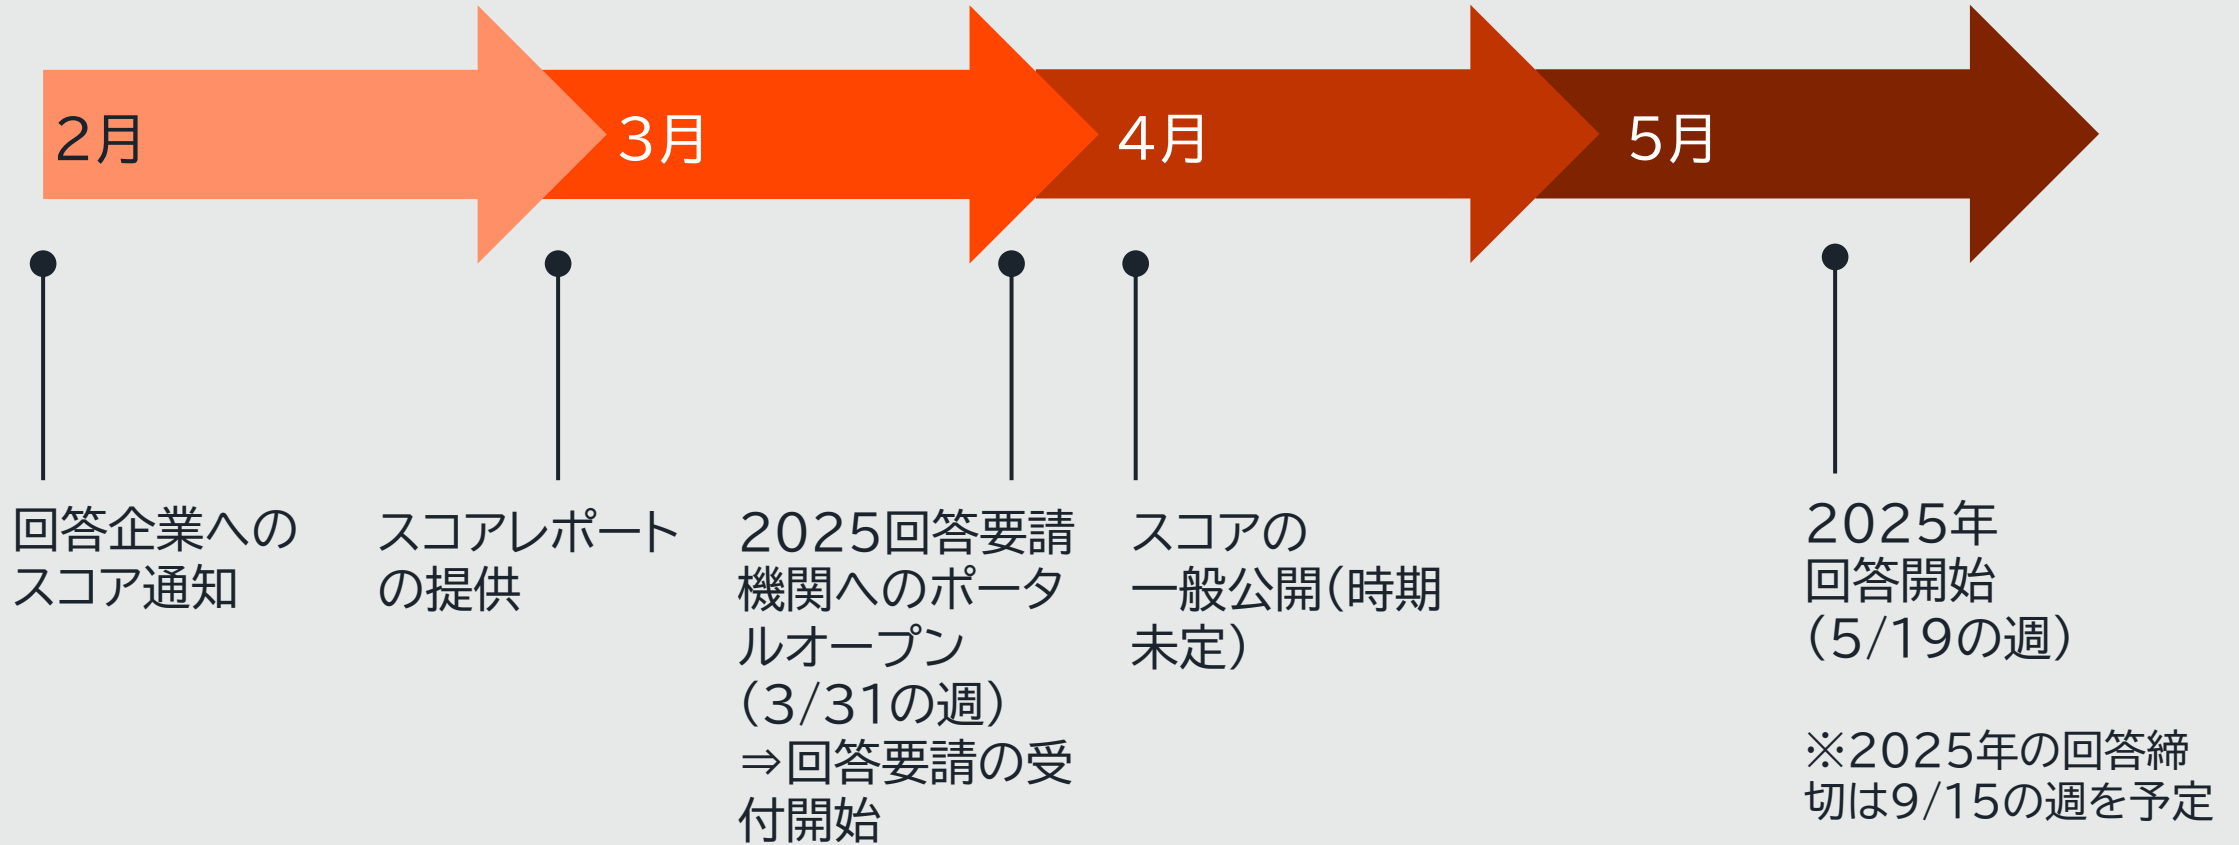 2月
3月
4月
5月
回答企業への
スコア通知
スコアレポート
の提供
2025回答要請
機関へのポータ
ルオープン
（3/31の週）
⇒回答要請の受
付開始
スコアの
一般公開（時期
未定）
2025年
回答開始
（5/19の週）
※2025年の回答締
切は9/15の週を予定